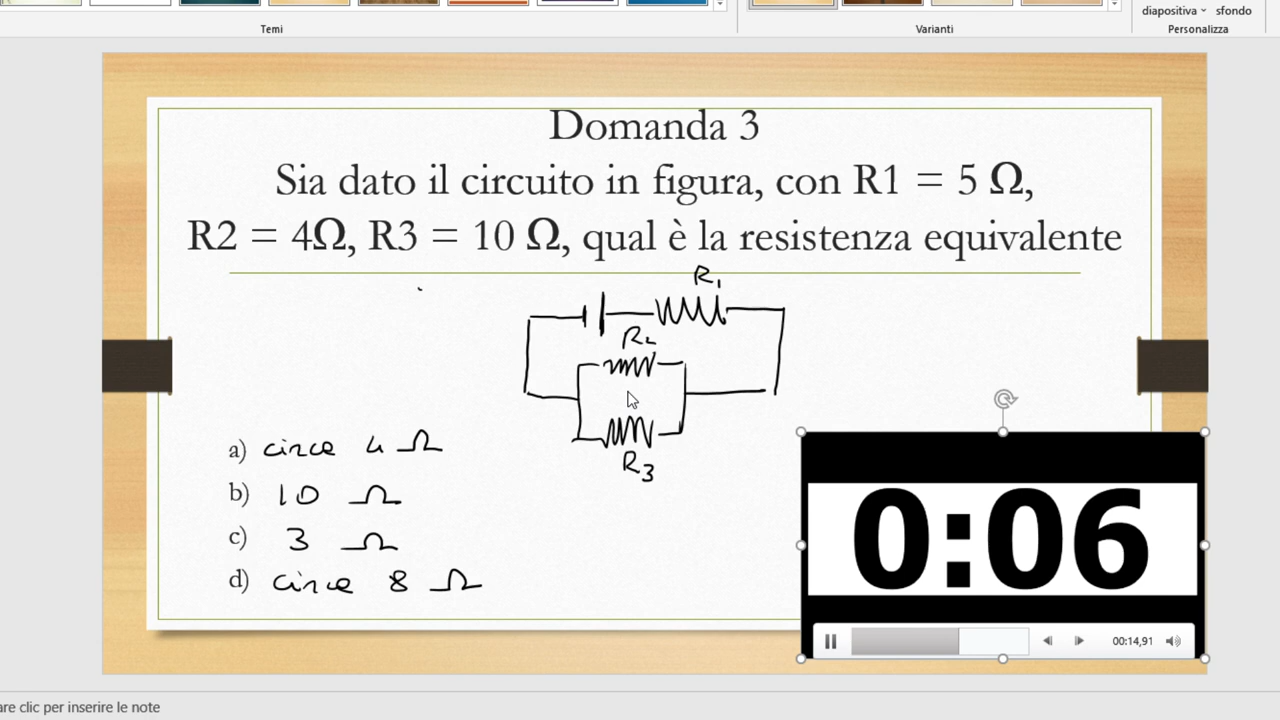 diapositiva
sfondo
Temi
Varianti
Personalizza
Domanda 3
Sia dato il circuito in figura, con R1 = 5 Ω,
R2 = 4Ω, R3 = 10 Ω, qual è la resistenza equivalente
R1
R2
R3
a) circa 4 Ω
b) 10 Ω
c) 3 Ω
d) circa 8 Ω
0:06
00:14,91
are clic per inserire le note